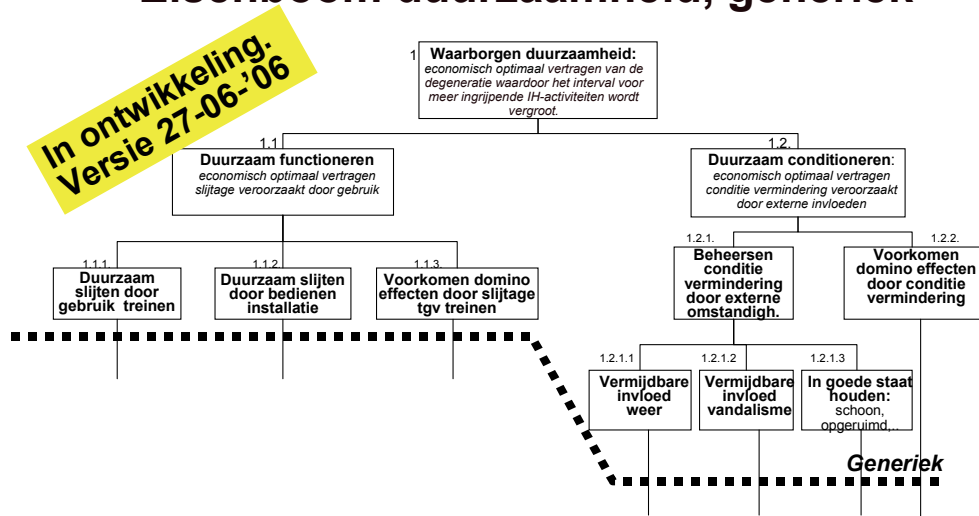 Eisenboom duurzaamheid, generiek
In ontwikkeling.
Versie 27-06-'06
1
Waarborgen duurzaamheid:
economisch optimaal vertragen van de
degeneratie waardoor het interval voor
meer ingrijpende IH-activiteiten wordt
vergroot.
1.1
Duurzaam functioneren
economisch optimaal vertragen
slijtage veroorzaakt door gebruik
1.2.
Duurzaam conditioneren:
economisch optimaal vertragen
conditie vermindering veroorzaakt
door externe invloeden
1.1.1.
Duurzaam
slijten door
gebruik treinen
1.1.2.
Duurzaam slijten
door bedienen
installatie
1.1.3.
Voorkomen domino
effecten door slijtage
tgv treinen
1.2.1.
Beheersen
conditie
vermindering
door externe
omstandigh.
1.2.2.
Voorkomen
domino effecten
door conditie
vermindering
1.2.1.1
Vermijdbare
invloed
weer
1.2.1.2
Vermijdbare
invloed
vandalisme
1.2.1.3
In goede staat
houden:
schoon,
opgeruimd,..
Generiek